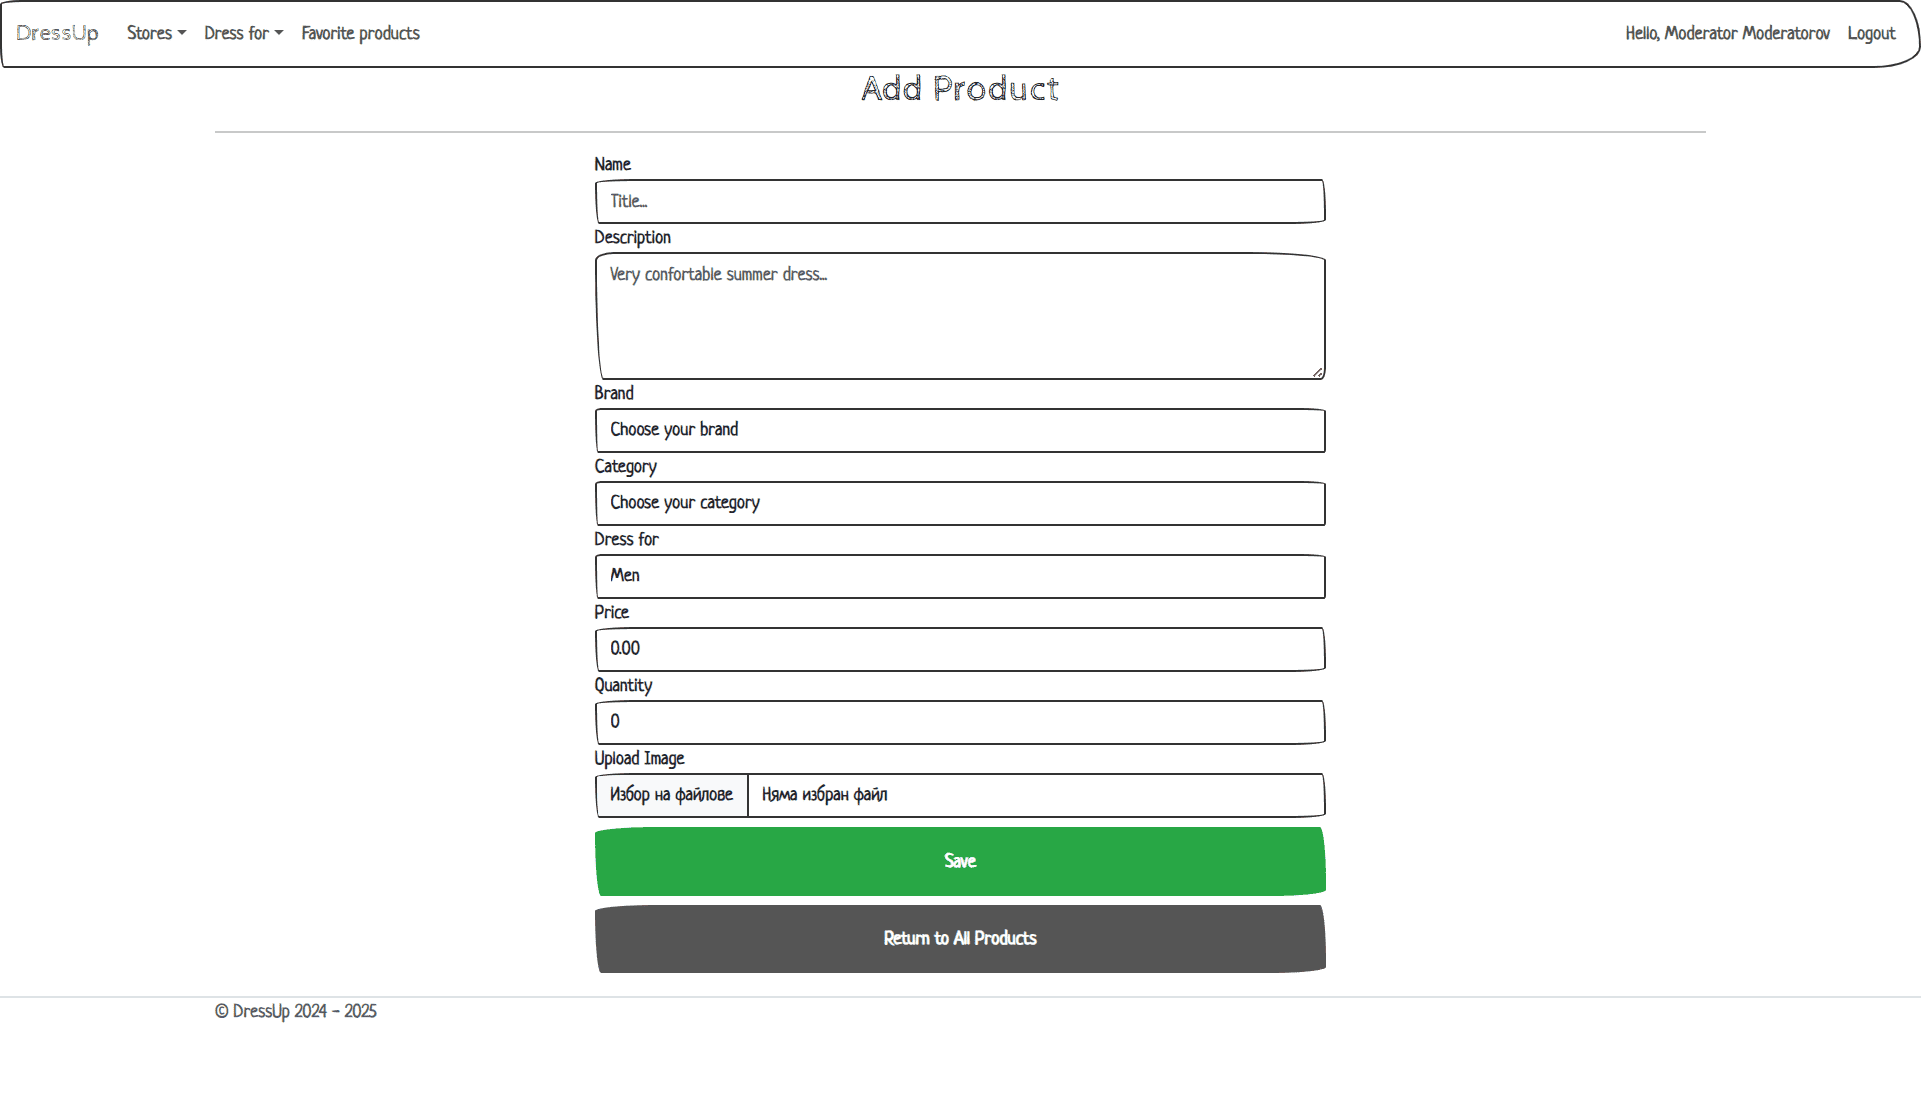 DressUp Stores Dress for Favorite products Hello, Moderator Moderatorov Logout
Add Product
Name
Title...
Description
Very confortable summer dress...
Brand
Choose your brand
Category
Choose your category
Dress for
Men
Price
0.00
Quantity
0
Upload Image
Избор на файлове Няма избран файл
Save
Return to All Products
© DressUp 2024 - 2025